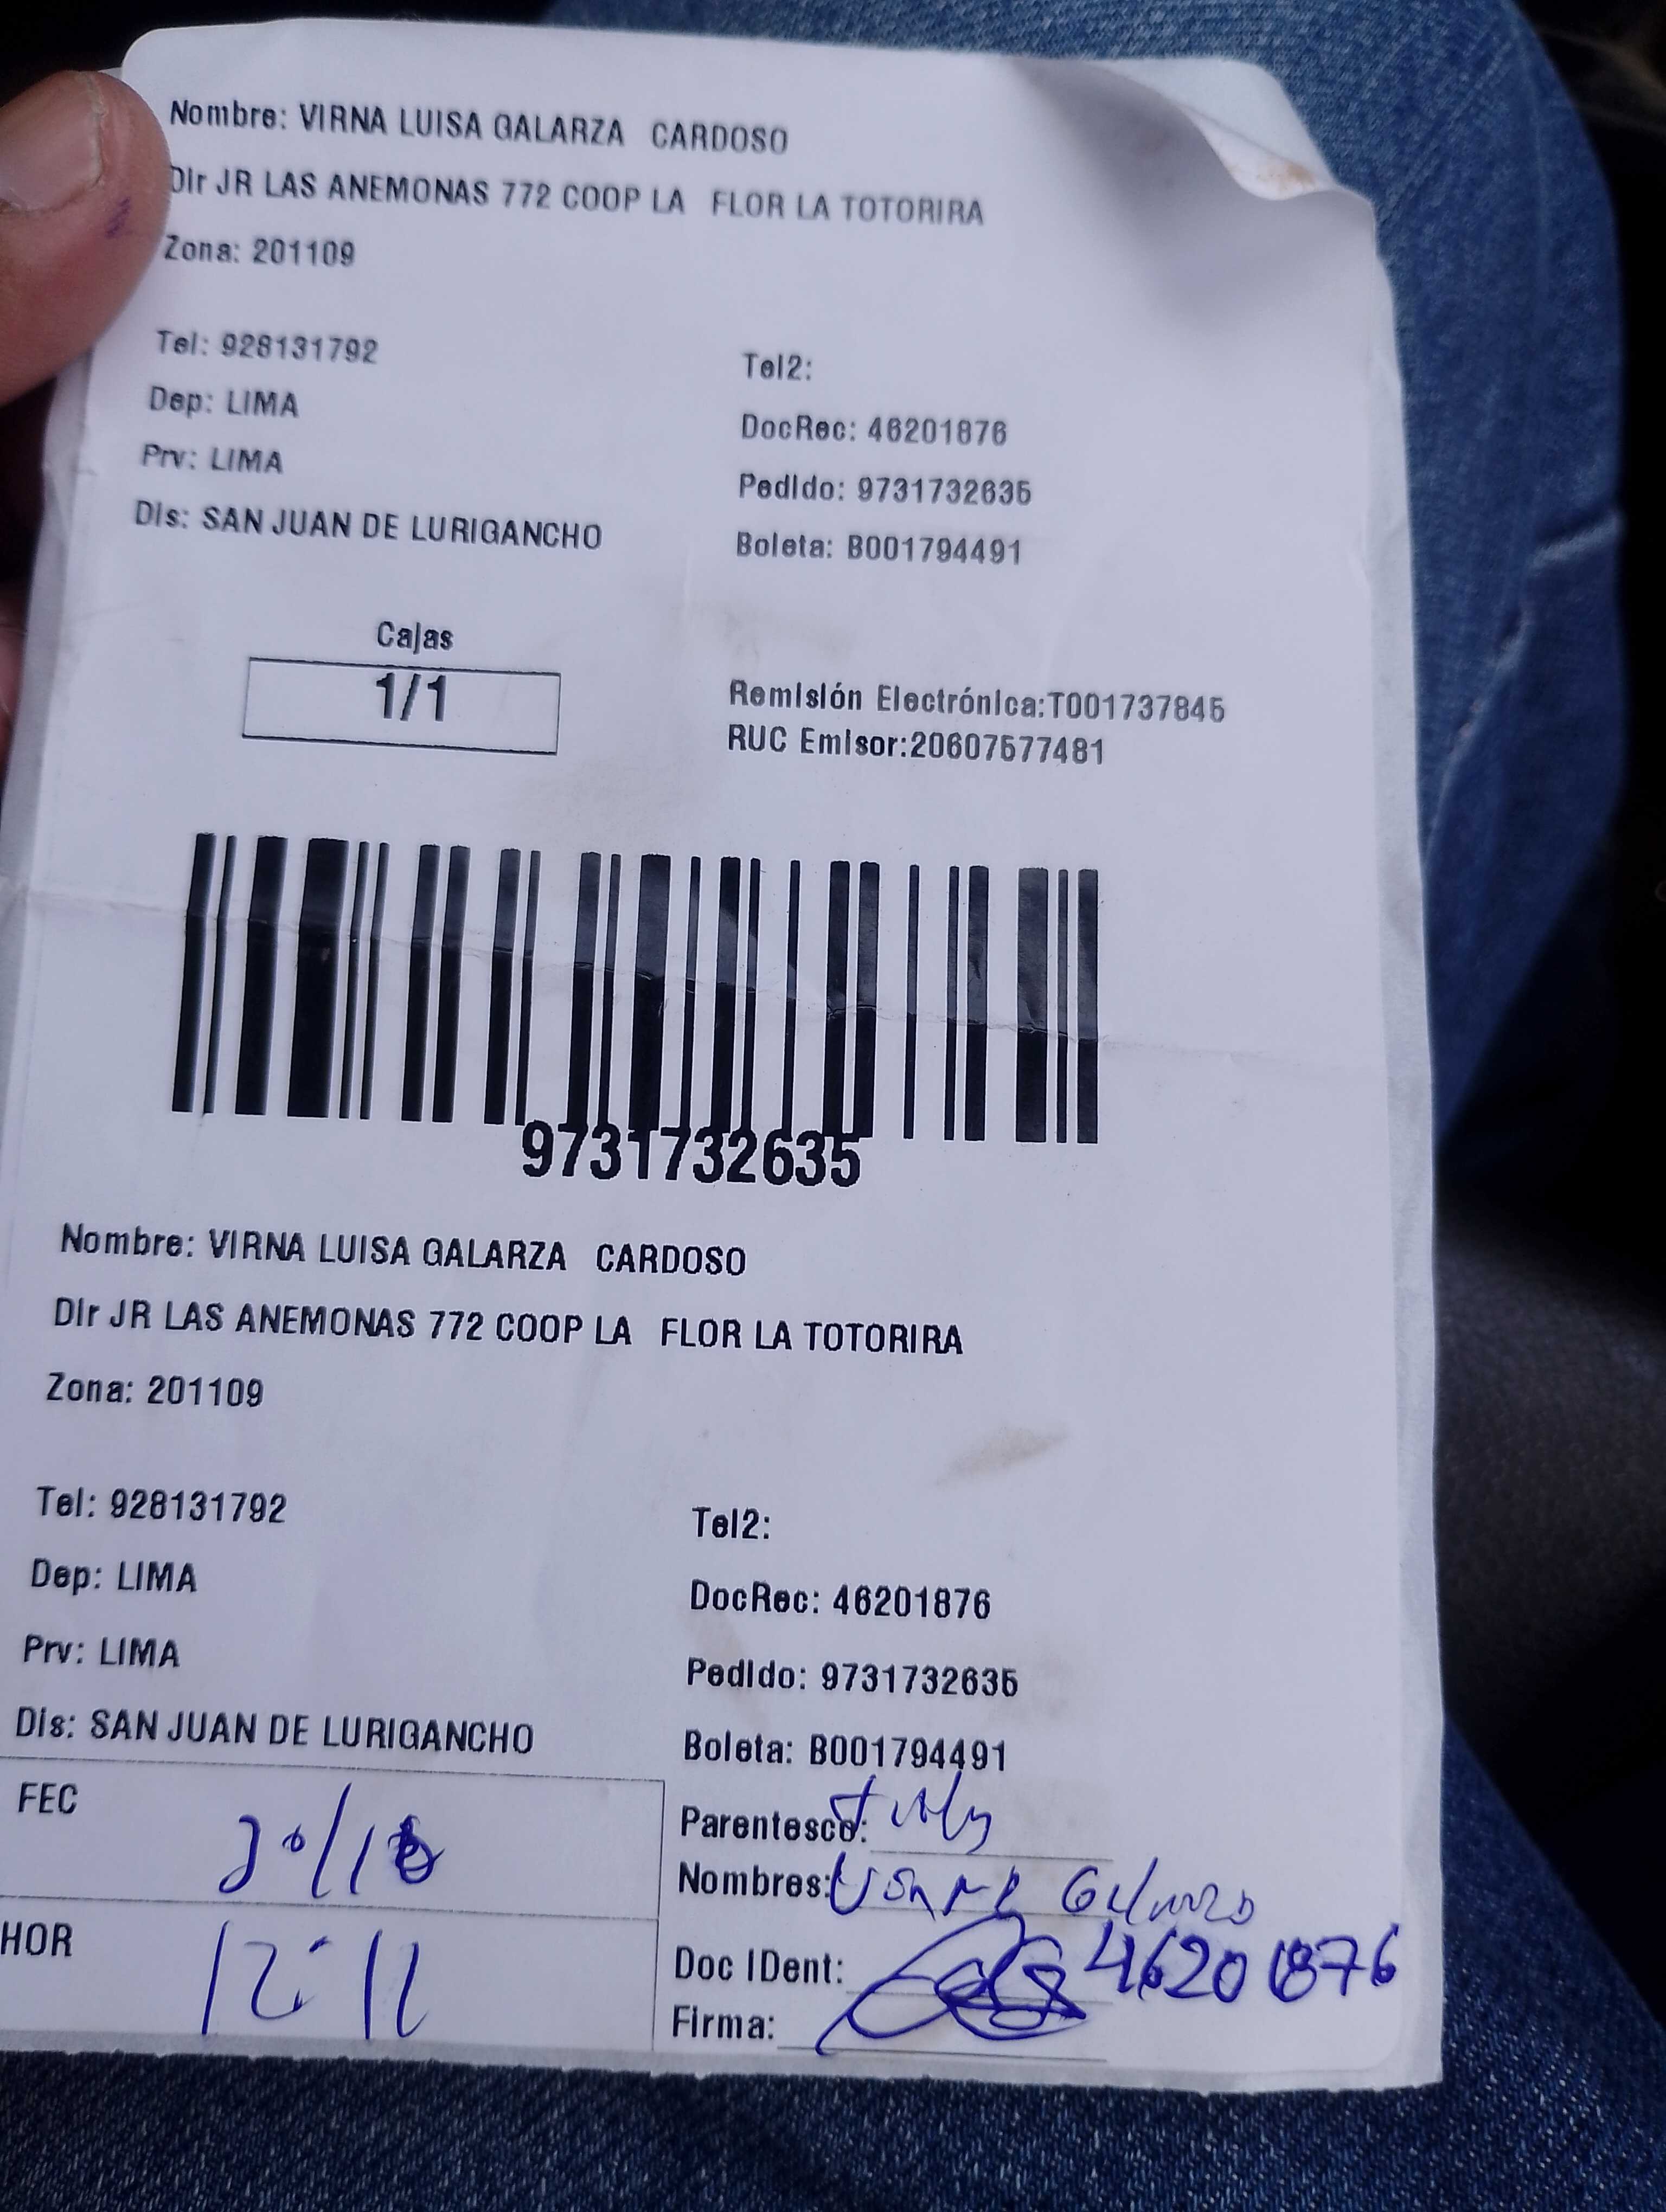 Nombre: VIRNA LUISA GALARZA CARDOSO
Dir JR LAS ANEMONAS 772 COOP LA FLOR LA TOTORIRA
Zona: 201109
Tel: 928131792
Tel2:
Dep: LIMA
DocRec: 46201876
Prv: LIMA
Pedido: 9731732635
Dis: SAN JUAN DE LURIGANCHO
Boleta: B001794491
Cajas
1/1
Remisión Electrónica:T001737845
RUC Emisor:20607577481
9731732635
Nombre: VIRNA LUISA GALARZA CARDOSO
Dir JR LAS ANEMONAS 772 COOP LA FLOR LA TOTORIRA
Zona: 201109
Tel: 928131792
Tel2:
Dep: LIMA
DocRec: 46201876
Prv: LIMA
Pedido: 9731732635
Dis: SAN JUAN DE LURIGANCHO
Boleta: B001794491
FEC
Parentesco:
Nombres:
HOR 12:12
Doc IDent: 46201876
Firma: